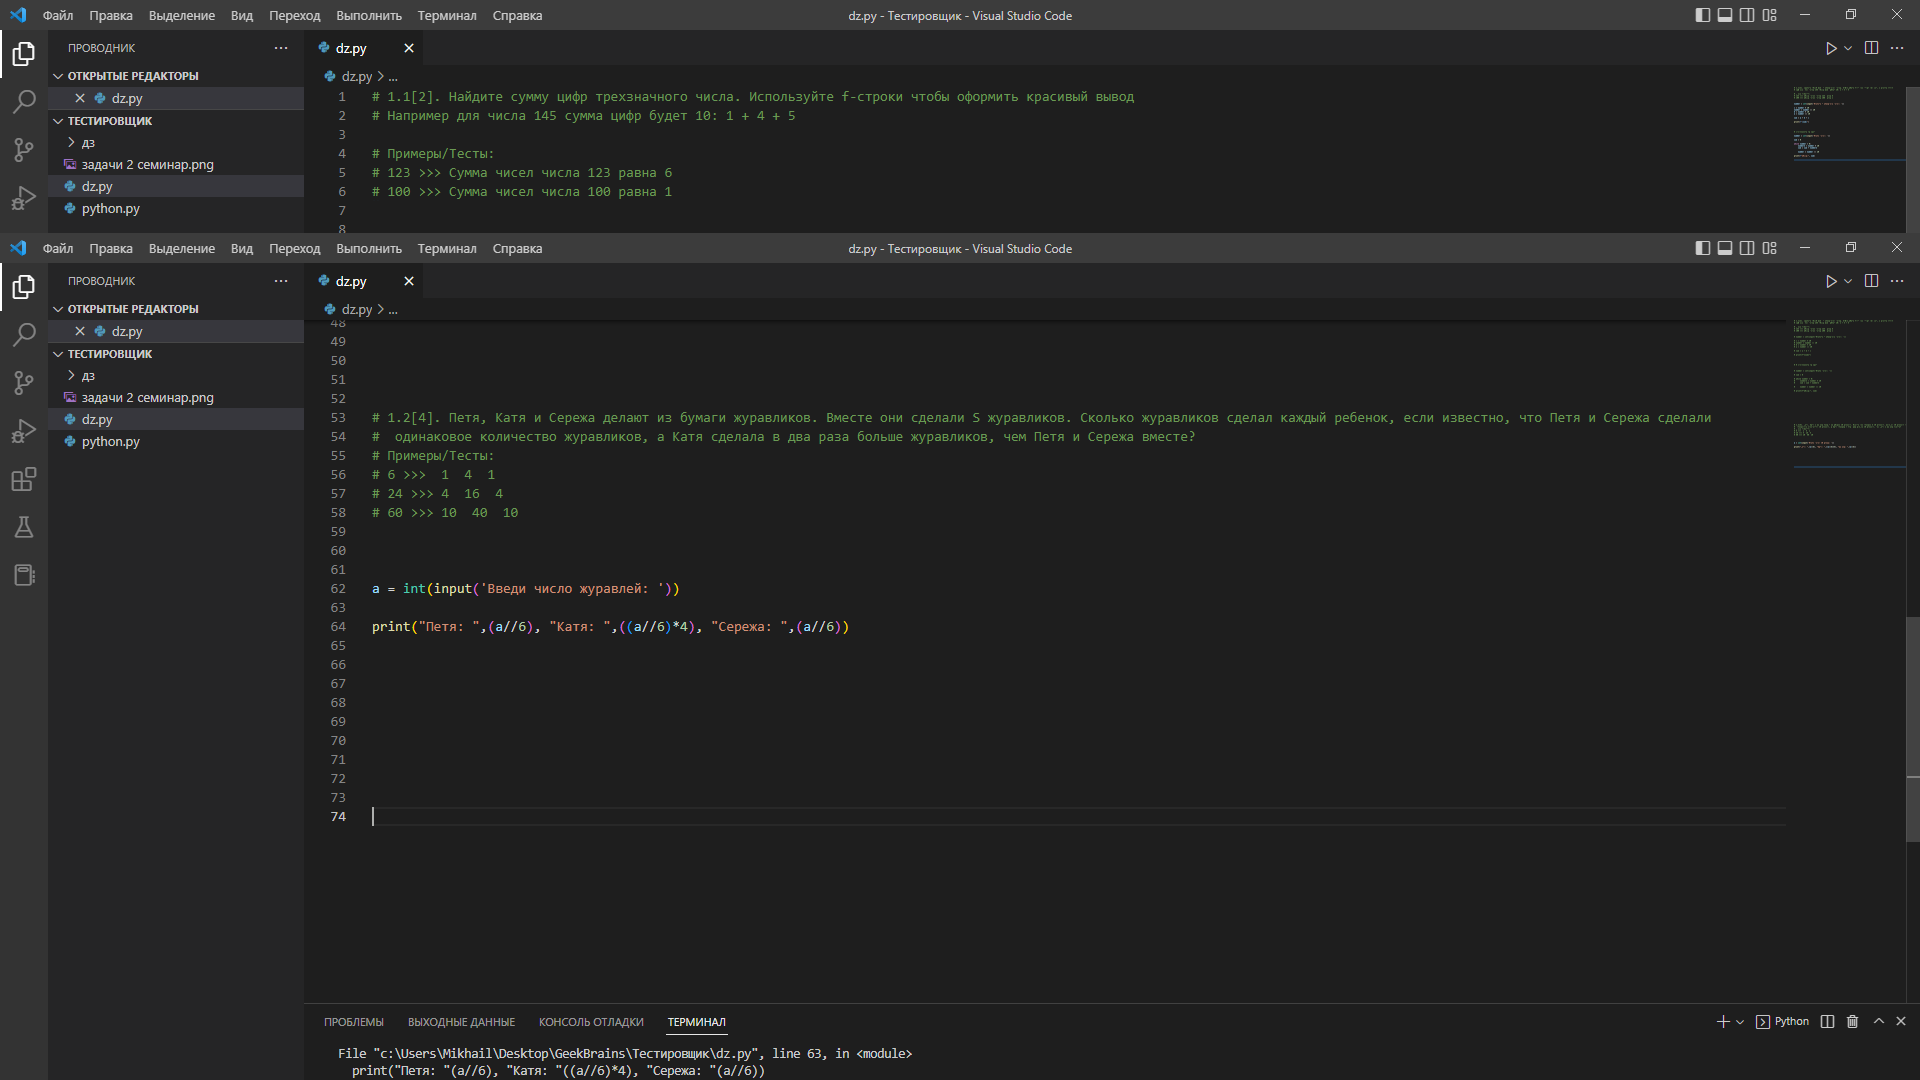 Файл Правка Выделение Вид Переход Выполнить Терминал Справка
dz.py - Тестировщик - Visual Studio Code
ПРОВОДНИК
ОТКРЫТЫЕ РЕДАКТОРЫ
dz.py
ТЕСТИРОВЩИК
дз
задачи 2 семинар.png
dz.py
python.py
dz.py
dz.py > ...
1 # 1.1[2]. Найдите сумму цифр трехзначного числа. Используйте f-строки чтобы оформить красивый вывод
2 # Например для числа 145 сумма цифр будет 10: 1 + 4 + 5
3
4 # Примеры/Тесты:
5 # 123 >>> Сумма чисел числа 123 равна 6
6 # 100 >>> Сумма чисел числа 100 равна 1
7
8
Файл Правка Выделение Вид Переход Выполнить Терминал Справка
dz.py - Тестировщик - Visual Studio Code
ПРОВОДНИК
ОТКРЫТЫЕ РЕДАКТОРЫ
dz.py
ТЕСТИРОВЩИК
дз
задачи 2 семинар.png
dz.py
python.py
dz.py
dz.py > ...
48
49
50
51
52
53 # 1.2[4]. Петя, Катя и Сережа делают из бумаги журавликов. Вместе они сделали S журавликов. Сколько журавликов сделал каждый ребенок, если известно, что Петя и Сережа сделали
54 #  одинаковое количество журавликов, а Катя сделала в два раза больше журавликов, чем Петя и Сережа вместе?
55 # Примеры/Тесты:
56 # 6 >>>  1  4  1
57 # 24 >>> 4  16  4
58 # 60 >>> 10  40  10
59
60
61
62 a = int(input('Введи число журавлей: '))
63
64 print("Петя: ",(a//6), "Катя: ",((a//6)*4), "Сережа: ",(a//6))
65
66
67
68
69
70
71
72
73
74
ПРОБЛЕМЫ ВЫХОДНЫЕ ДАННЫЕ КОНСОЛЬ ОТЛАДКИ ТЕРМИНАЛ
Python
File "c:\Users\Mikhail\Desktop\GeekBrains\Тестировщик\dz.py", line 63, in <module>
print("Петя: "(a//6), "Катя: "((a//6)*4), "Сережа: "(a//6))